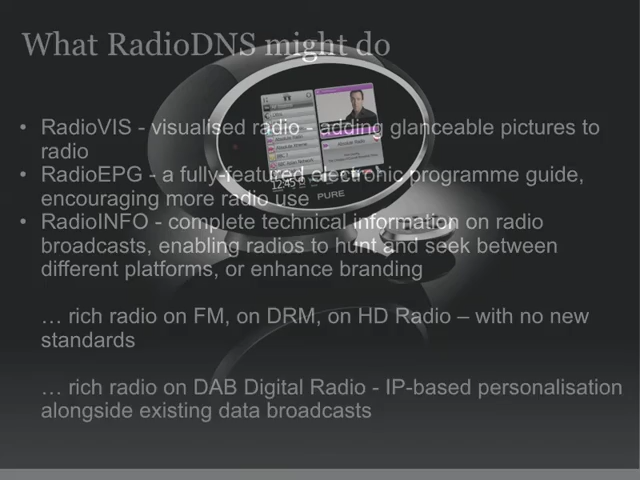 What RadioDNS might do
• RadioVIS - visualised radio - adding glanceable pictures to
radio
• RadioEPG - a fully-featured electronic programme guide,
encouraging more radio use
• RadioINFO - complete technical information on radio
broadcasts, enabling radios to hunt and seek between
different platforms, or enhance branding
… rich radio on FM, on DRM, on HD Radio – with no new
standards
… rich radio on DAB Digital Radio - IP-based personalisation
alongside existing data broadcasts
12:45
PURE